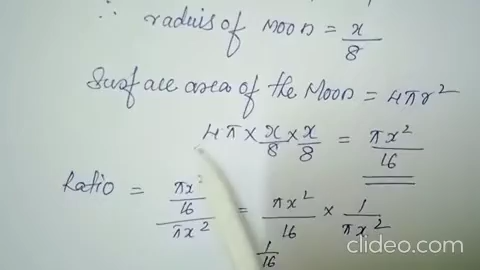 ∴ radius of Moon = x/8
Surface area of the Moon = 4πr²
4π × x/8 × x/8 = πx²/16
Ratio = (πx²/16)/(πx²) = πx²/16 × 1/πx²
1/16
clideo.com